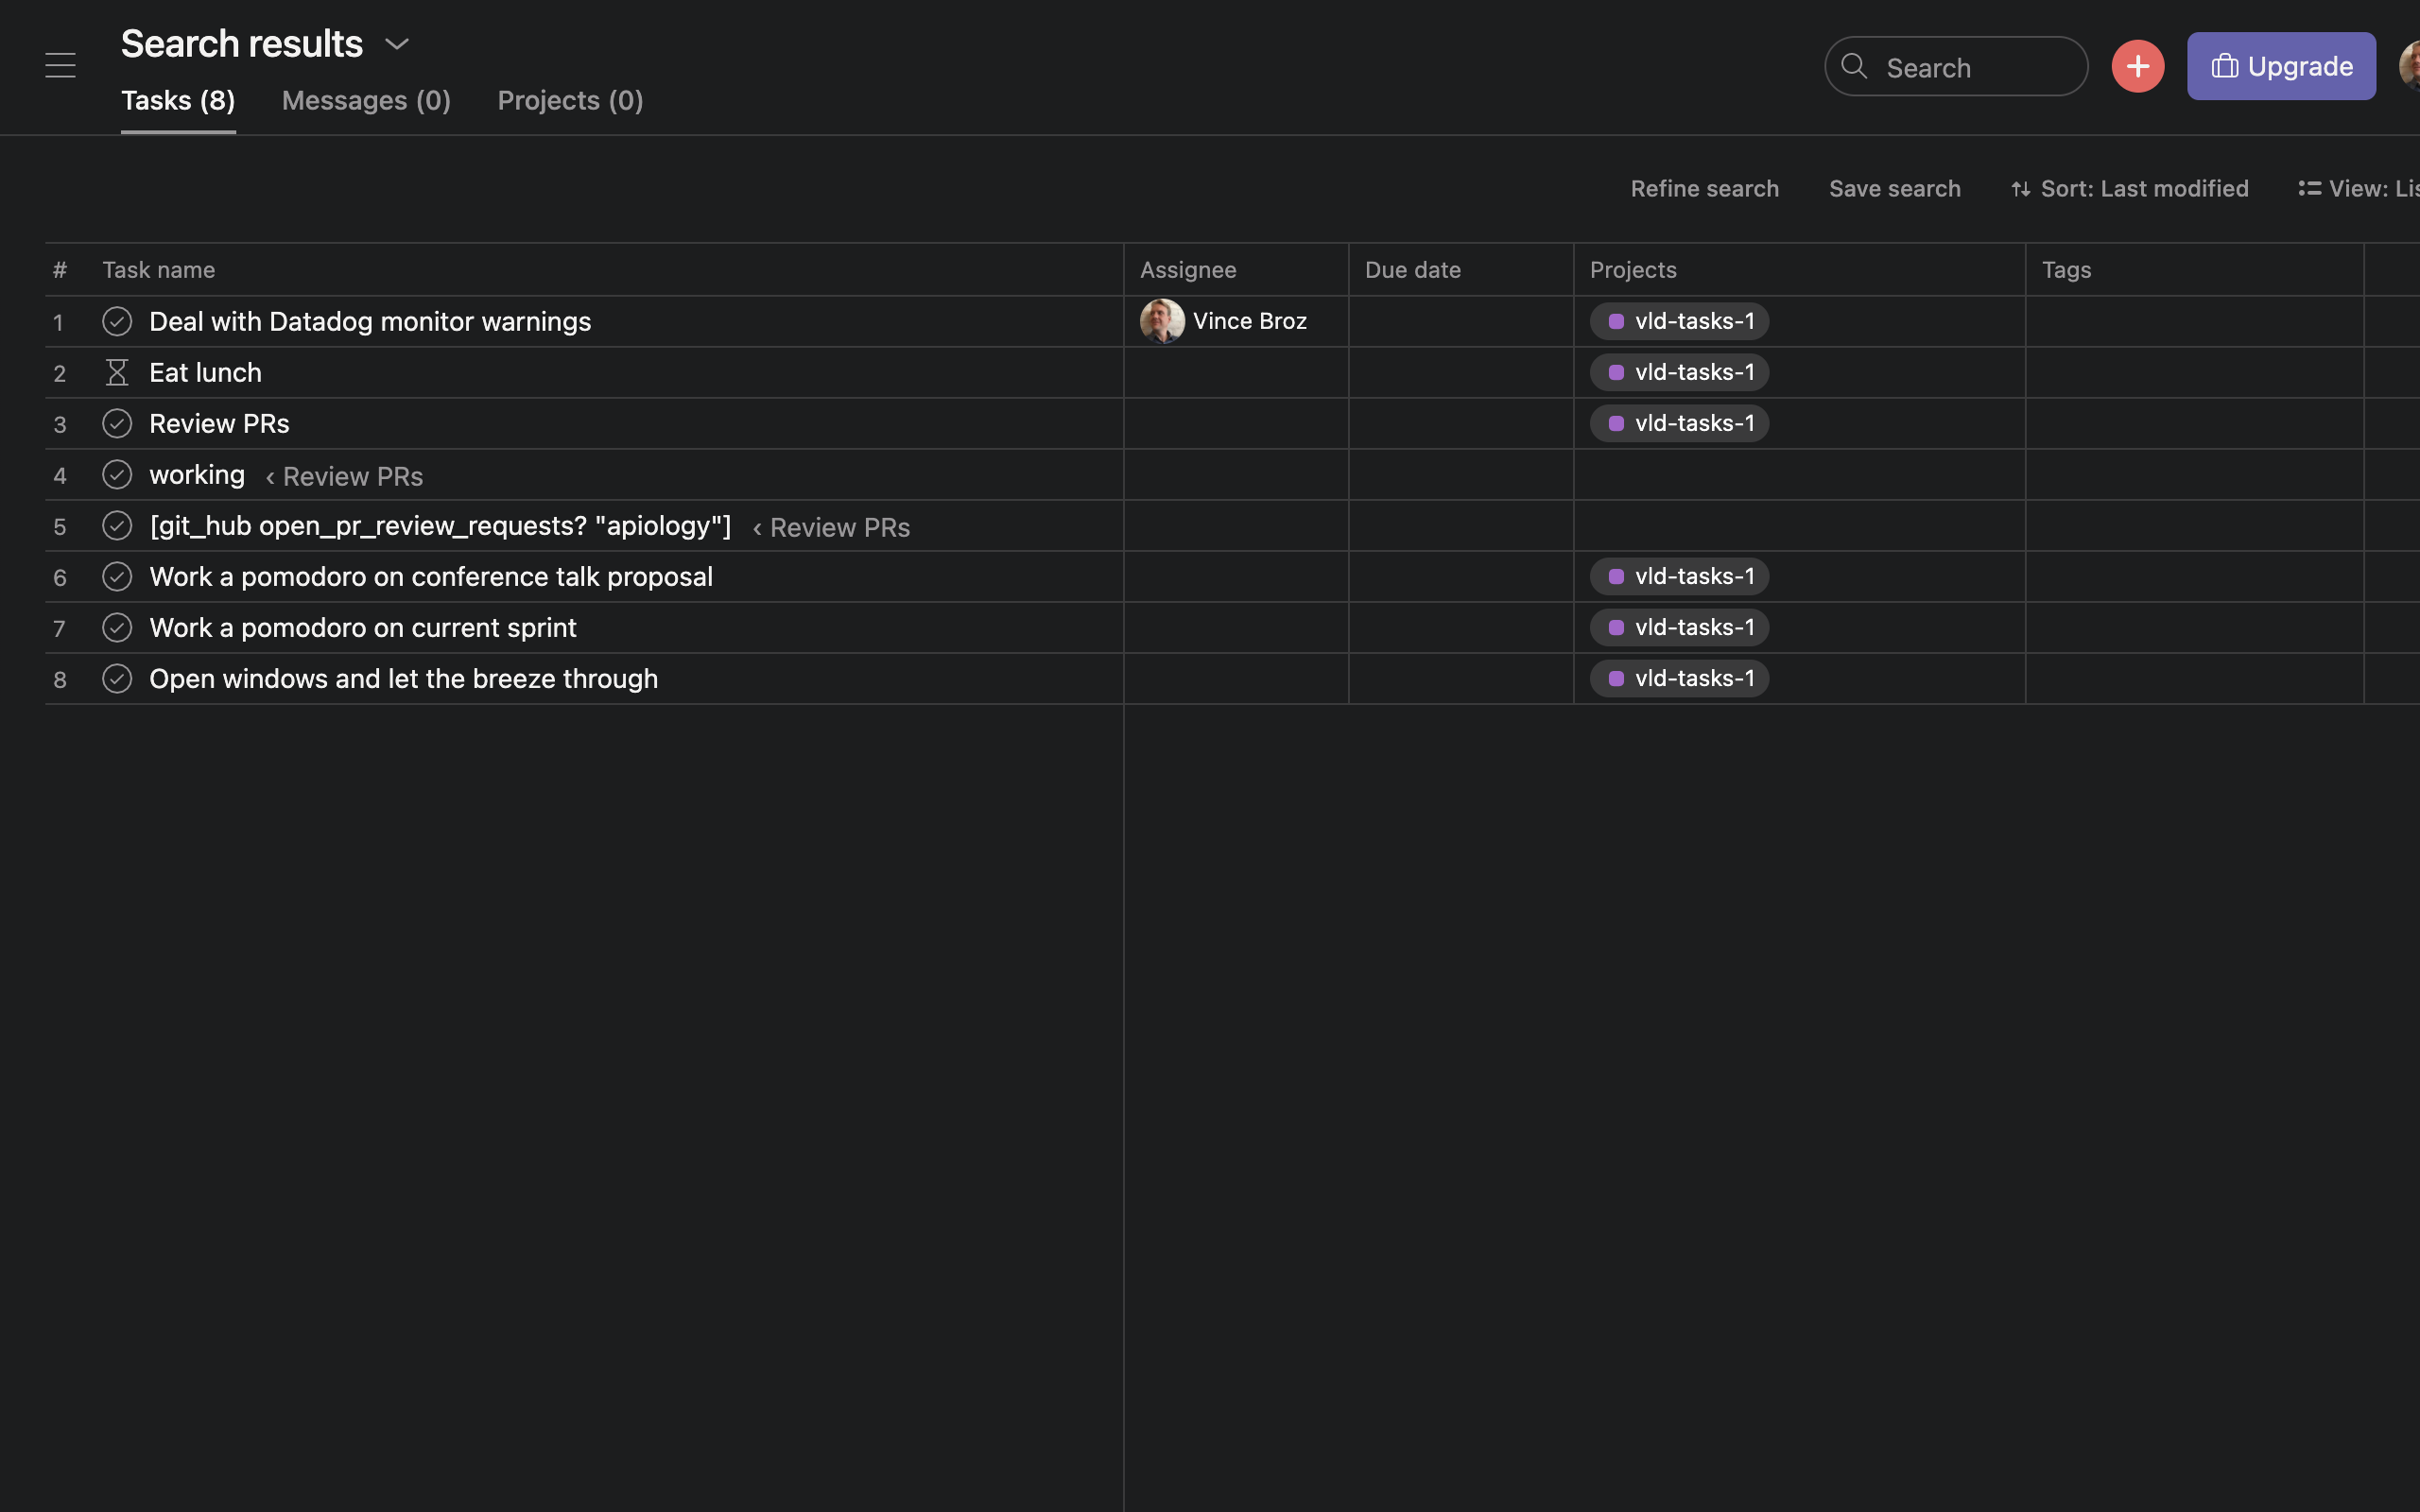 Search results
Tasks (8) Messages (0) Projects (0)
Search
Upgrade
Refine search Save search Sort: Last modified View: Lis
# Task name Assignee Due date Projects Tags
1 Deal with Datadog monitor warnings Vince Broz vld-tasks-1
2 Eat lunch vld-tasks-1
3 Review PRs vld-tasks-1
4 working ‹ Review PRs
5 [git_hub open_pr_review_requests? "apiology"] ‹ Review PRs
6 Work a pomodoro on conference talk proposal vld-tasks-1
7 Work a pomodoro on current sprint vld-tasks-1
8 Open windows and let the breeze through vld-tasks-1